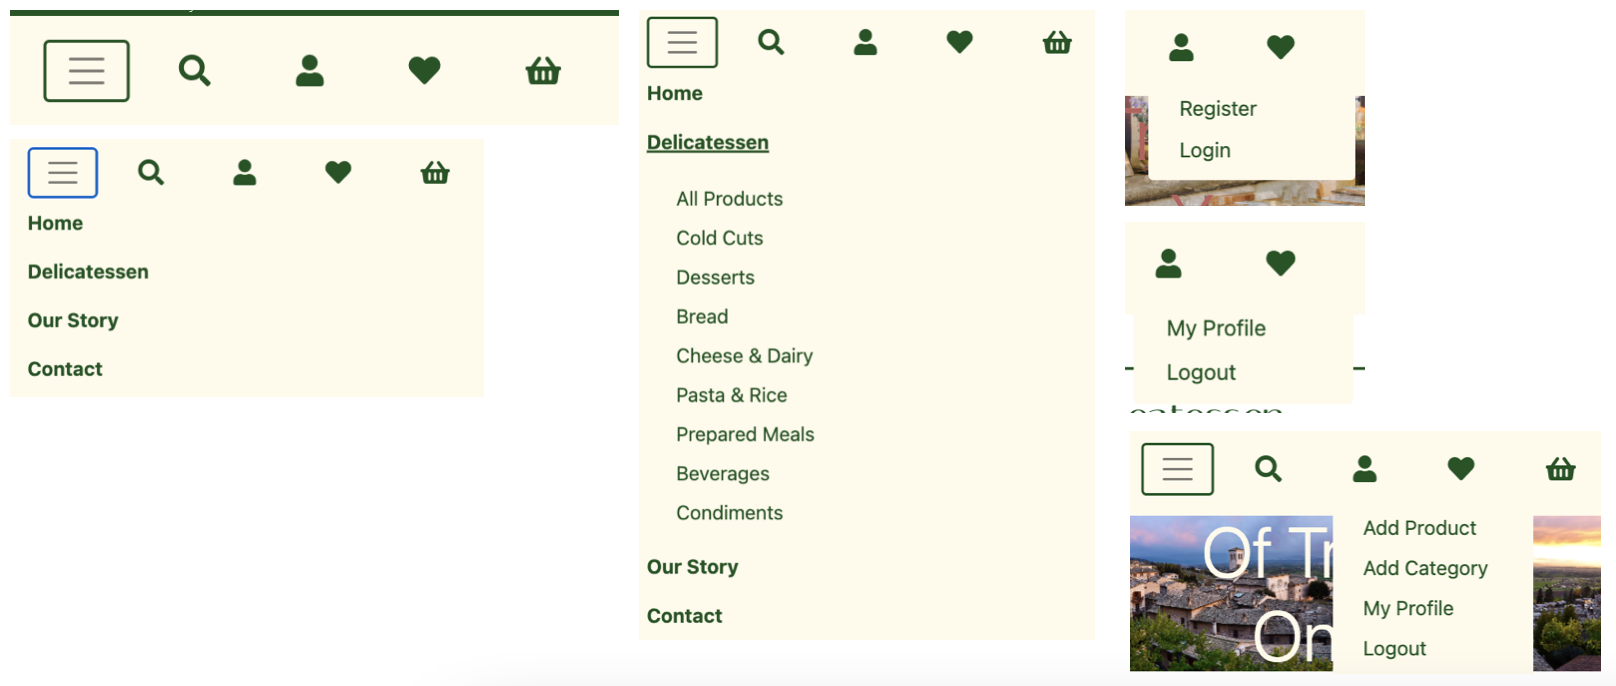 Home
Delicatessen
Our Story
Contact
Home
Delicatessen
All Products
Cold Cuts
Desserts
Bread
Cheese & Dairy
Pasta & Rice
Prepared Meals
Beverages
Condiments
Our Story
Contact
Register
Login
My Profile
Logout
Add Product
Add Category
My Profile
Logout
Of Tr
On